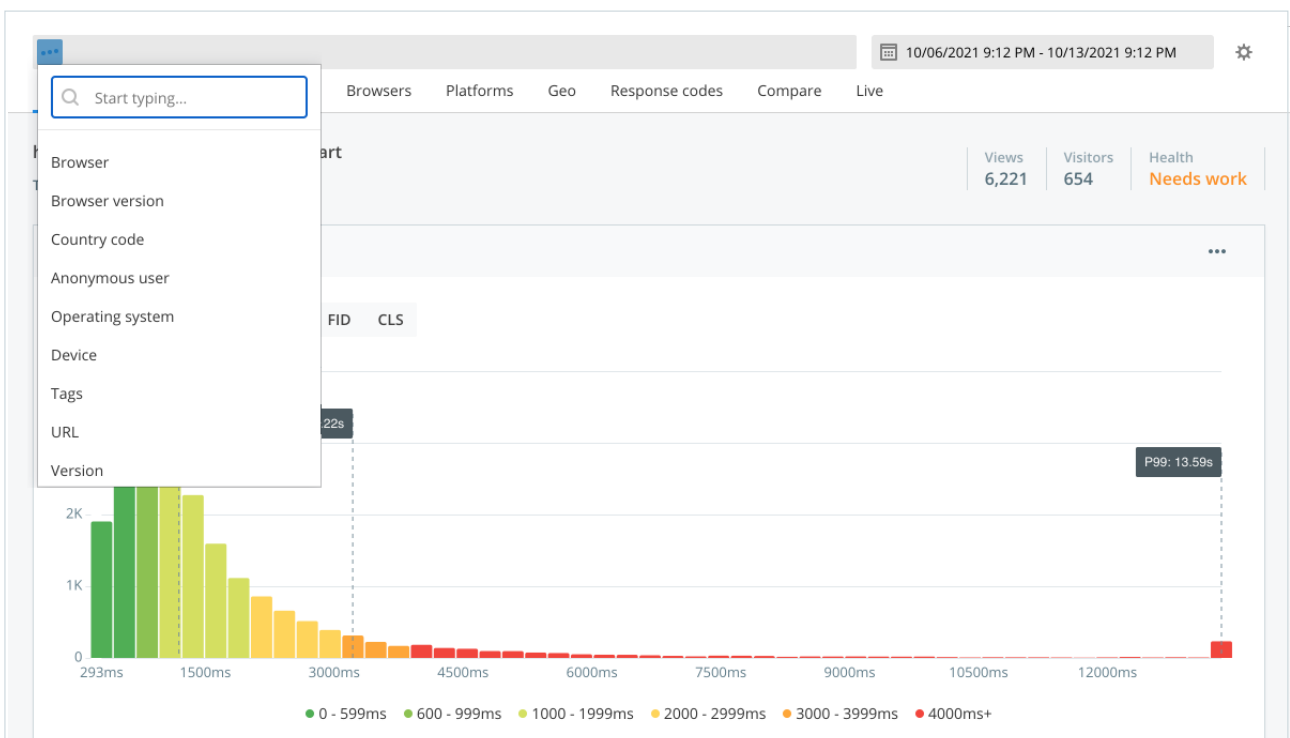 10/06/2021 9:12 PM - 10/13/2021 9:12 PM
Start typing...
Browsers Platforms Geo Response codes Compare Live
Browser
Browser version
Country code
Anonymous user
Operating system
Device
Tags
URL
Version
art
Views Visitors Health
6,221 654 Needs work
FID CLS
.22s
P99: 13.59s
2K
1K
0
293ms 1500ms 3000ms 4500ms 6000ms 7500ms 9000ms 10500ms 12000ms
0 - 599ms 600 - 999ms 1000 - 1999ms 2000 - 2999ms 3000 - 3999ms 4000ms+